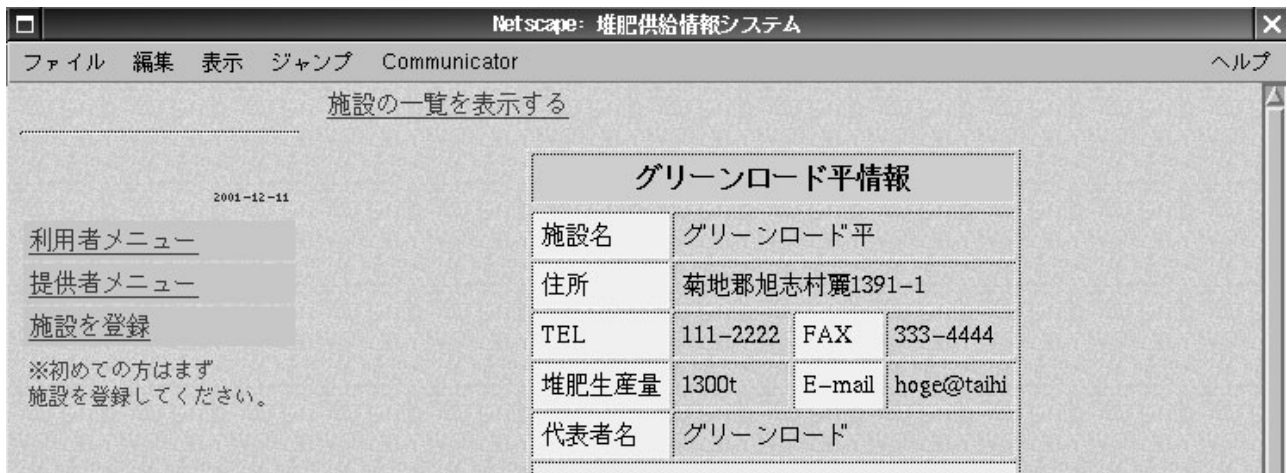 Netscape: 堆肥供給情報システム
ファイル 編集 表示 ジャンプ Communicator ヘルプ
施設の一覧を表示する
2001-12-11
利用者メニュー
提供者メニュー
施設を登録
※初めての方はまず
施設を登録してください。
グリーンロード平情報
施設名 グリーンロード平
住所 菊地郡旭志村麗1391-1
TEL 111-2222 FAX 333-4444
堆肥生産量 1300t E-mail hoge@taihi
代表者名 グリーンロード